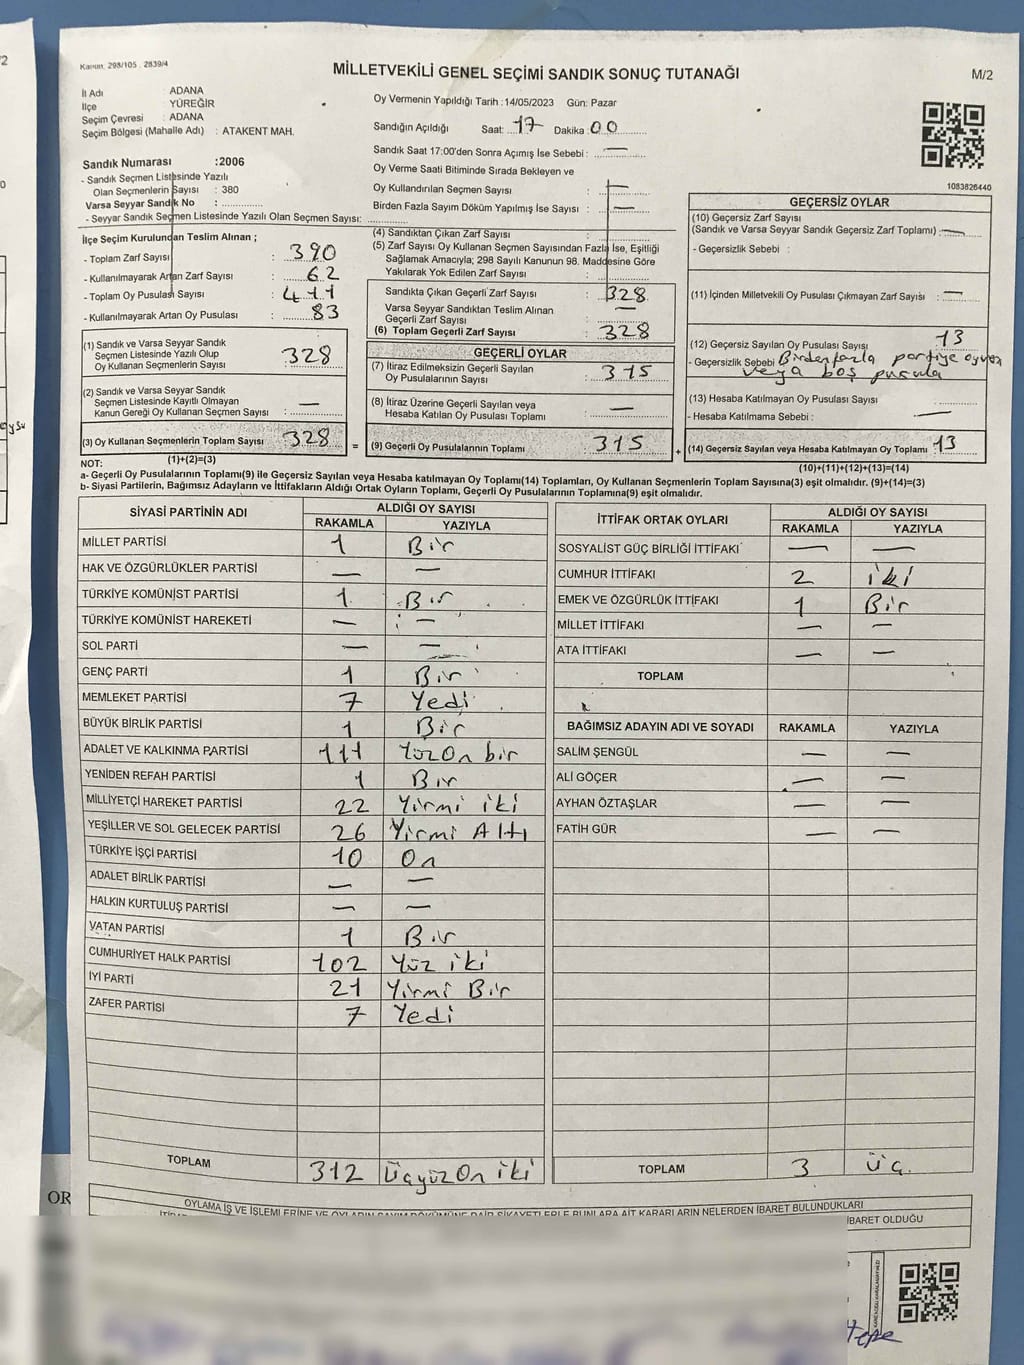 Kanun, 298/105 , 2839/4
MİLLETVEKİLİ GENEL SEÇİMİ SANDIK SONUÇ TUTANAĞI
M/2
İl Adı : ADANA
İlçe : YÜREĞİR
Seçim Çevresi : ADANA
Seçim Bölgesi (Mahalle Adı) : ATAKENT MAH.
Sandık Numarası :2006
- Sandık Seçmen Listesinde Yazılı
Olan Seçmenlerin Sayısı : 380
Varsa Seyyar Sandık No :
- Seyyar Sandık Seçmen Listesinde Yazılı Olan Seçmen Sayısı:
Oy Vermenin Yapıldığı Tarih :14/05/2023 Gün: Pazar
Sandığın Açıldığı Saat: 17 Dakika: 00
Sandık Saat 17:00'den Sonra Açımış İse Sebebi : —
Oy Verme Saati Bitiminde Sırada Bekleyen ve
Oy Kullandırılan Seçmen Sayısı : —
Birden Fazla Sayım Döküm Yapılmış İse Sayısı : —
1083826440
İlçe Seçim Kurulundan Teslim Alınan ;
- Toplam Zarf Sayısı : 390
- Kullanılmayarak Artan Zarf Sayısı : 62
- Toplam Oy Pusulası Sayısı : 411
- Kullanılmayarak Artan Oy Pusulası : 83
(1) Sandık ve Varsa Seyyar Sandık
Seçmen Listesinde Yazılı Olup
Oy Kullanan Seçmenlerin Sayısı : 328
(2) Sandık ve Varsa Seyyar Sandık
Seçmen Listesinde Kayıtlı Olmayan
Kanun Gereği Oy Kullanan Seçmen Sayısı : —
(3) Oy Kullanan Seçmenlerin Toplam Sayısı : 328
(1)+(2)=(3)
(4) Sandıktan Çıkan Zarf Sayısı :
(5) Zarf Sayısı Oy Kullanan Seçmen Sayısından Fazla İse, Eşitliği
Sağlamak Amacıyla; 298 Sayılı Kanunun 98. Maddesine Göre
Yakılarak Yok Edilen Zarf Sayısı :
Sandıkta Çıkan Geçerli Zarf Sayısı : 328
Varsa Seyyar Sandıktan Teslim Alınan
Geçerli Zarf Sayısı : —
(6) Toplam Geçerli Zarf Sayısı : 328
GEÇERLİ OYLAR
(7) İtiraz Edilmeksizin Geçerli Sayılan
Oy Pusulalarının Sayısı : 315
(8) İtiraz Üzerine Geçerli Sayılan veya
Hesaba Katılan Oy Pusulası Toplamı : —
= (9) Geçerli Oy Pusulalarının Toplamı : 315
GEÇERSİZ OYLAR
(10) Geçersiz Zarf Sayısı
(Sandık ve Varsa Seyyar Sandık Geçersiz Zarf Toplamı) : —
- Geçersizlik Sebebi :
(11) İçinden Milletvekili Oy Pusulası Çıkmayan Zarf Sayısı : —
(12) Geçersiz Sayılan Oy Pusulası Sayısı : 13
- Geçersizlik Sebebi : Birden fazla partiye oy
veya boş pusula
(13) Hesaba Katılmayan Oy Pusulası Sayısı :
- Hesaba Katılmama Sebebi : —
+ (14) Geçersiz Sayılan veya Hesaba Katılmayan Oy Toplamı : 13
(10)+(11)+(12)+(13)=(14)
NOT:
a- Geçerli Oy Pusulalarının Toplamı(9) ile Geçersiz Sayılan veya Hesaba katılmayan Oy Toplamı(14) Toplamları, Oy Kullanan Seçmenlerin Toplam Sayısına(3) eşit olmalıdır. (9)+(14)=(3)
b- Siyasi Partilerin, Bağımsız Adayların ve İttifakların Aldığı Ortak Oyların Toplamı, Geçerli Oy Pusulalarının Toplamına(9) eşit olmalıdır.
SİYASİ PARTİNİN ADI ALDIĞI OY SAYISI
RAKAMLA YAZIYLA
MİLLET PARTİSİ 1 Bir
HAK VE ÖZGÜRLÜKLER PARTİSİ — —
TÜRKİYE KOMÜNİST PARTİSİ 1 Bir
TÜRKİYE KOMÜNİST HAREKETİ — —
SOL PARTİ — —
GENÇ PARTİ 1 Bir
MEMLEKET PARTİSİ 7 Yedi
BÜYÜK BİRLİK PARTİSİ 1 Bir
ADALET VE KALKINMA PARTİSİ 111 Yüz On bir
YENİDEN REFAH PARTİSİ 1 Bir
MİLLİYETÇİ HAREKET PARTİSİ 22 Yirmi iki
YEŞİLLER VE SOL GELECEK PARTİSİ 26 Yirmi Altı
TÜRKİYE İŞÇİ PARTİSİ 10 On
ADALET BİRLİK PARTİSİ — —
HALKIN KURTULUŞ PARTİSİ — —
VATAN PARTİSİ 1 Bir
CUMHURİYET HALK PARTİSİ 102 Yüz iki
İYİ PARTİ 21 Yirmi Bir
ZAFER PARTİSİ 7 Yedi
TOPLAM 312 Üçyüz On iki
İTTİFAK ORTAK OYLARI ALDIĞI OY SAYISI
RAKAMLA YAZIYLA
SOSYALİST GÜÇ BİRLİĞİ İTTİFAKI — —
CUMHUR İTTİFAKI 2 iki
EMEK VE ÖZGÜRLÜK İTTİFAKI 1 Bir
MİLLET İTTİFAKI — —
ATA İTTİFAKI — —
TOPLAM
BAĞIMSIZ ADAYIN ADI VE SOYADI RAKAMLA YAZIYLA
SALİM ŞENGÜL — —
ALİ GÖÇER — —
AYHAN ÖZTAŞLAR — —
FATİH GÜR — —
TOPLAM 3 Üç.
OYLAMA İŞ VE İŞLEMLERİNE VE OYLARIN SAYIM DÖKÜMÜNE DAİR ŞİKAYETLERLE BUNLARA AİT KARARLARIN NELERDEN İBARET BULUNDUKLARI
İBARET OLDUĞU
OR
tepe